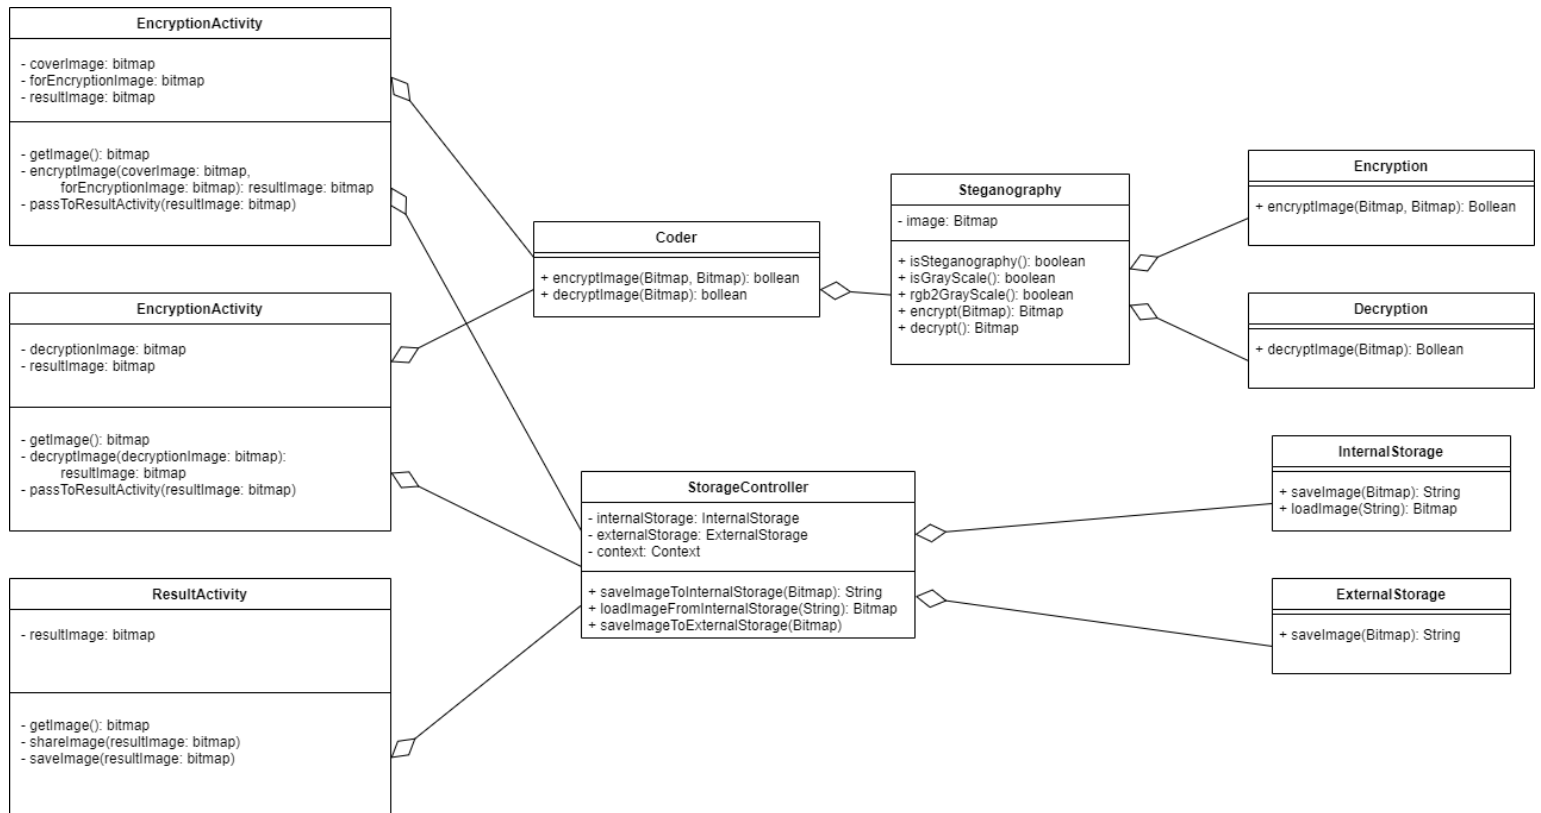 EncryptionActivity
- coverImage: bitmap
- forEncryptionImage: bitmap
- resultImage: bitmap
- getImage(): bitmap
- encryptImage(coverImage: bitmap,
forEncryptionImage: bitmap): resultImage: bitmap
- passToResultActivity(resultImage: bitmap)
EncryptionActivity
- decryptionImage: bitmap
- resultImage: bitmap
- getImage(): bitmap
- decryptImage(decryptionImage: bitmap):
resultImage: bitmap
- passToResultActivity(resultImage: bitmap)
ResultActivity
- resultImage: bitmap
- getImage(): bitmap
- shareImage(resultImage: bitmap)
- saveImage(resultImage: bitmap)
Coder
+ encryptImage(Bitmap, Bitmap): bollean
+ decryptImage(Bitmap): bollean
StorageController
- internalStorage: InternalStorage
- externalStorage: ExternalStorage
- context: Context
+ saveImageToInternalStorage(Bitmap): String
+ loadImageFromInternalStorage(String): Bitmap
+ saveImageToExternalStorage(Bitmap)
Steganography
- image: Bitmap
+ isSteganography(): boolean
+ isGrayScale(): boolean
+ rgb2GrayScale(): boolean
+ encrypt(Bitmap): Bitmap
+ decrypt(): Bitmap
Encryption
+ encryptImage(Bitmap, Bitmap): Bollean
Decryption
+ decryptImage(Bitmap): Bollean
InternalStorage
+ saveImage(Bitmap): String
+ loadImage(String): Bitmap
ExternalStorage
+ saveImage(Bitmap): String